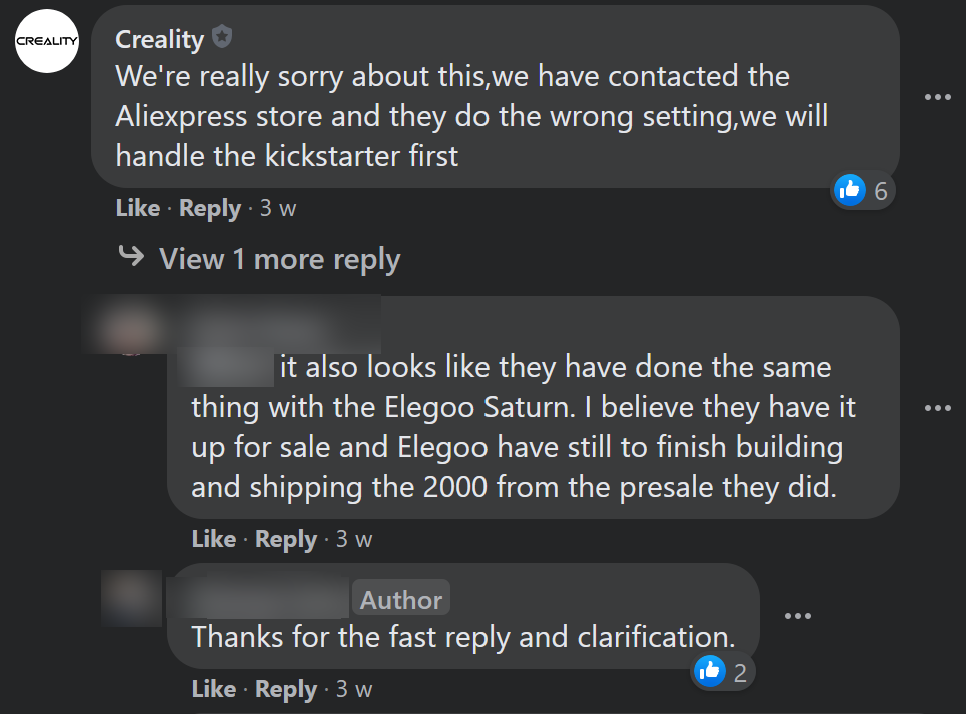 CREALITY
Creality
We're really sorry about this,we have contacted the
Aliexpress store and they do the wrong setting,we will
handle the kickstarter first
6
Like · Reply · 3 w
View 1 more reply
it also looks like they have done the same
thing with the Elegoo Saturn. I believe they have it
up for sale and Elegoo have still to finish building
and shipping the 2000 from the presale they did.
Like · Reply · 3 w
Author
Thanks for the fast reply and clarification.
2
Like · Reply · 3 w